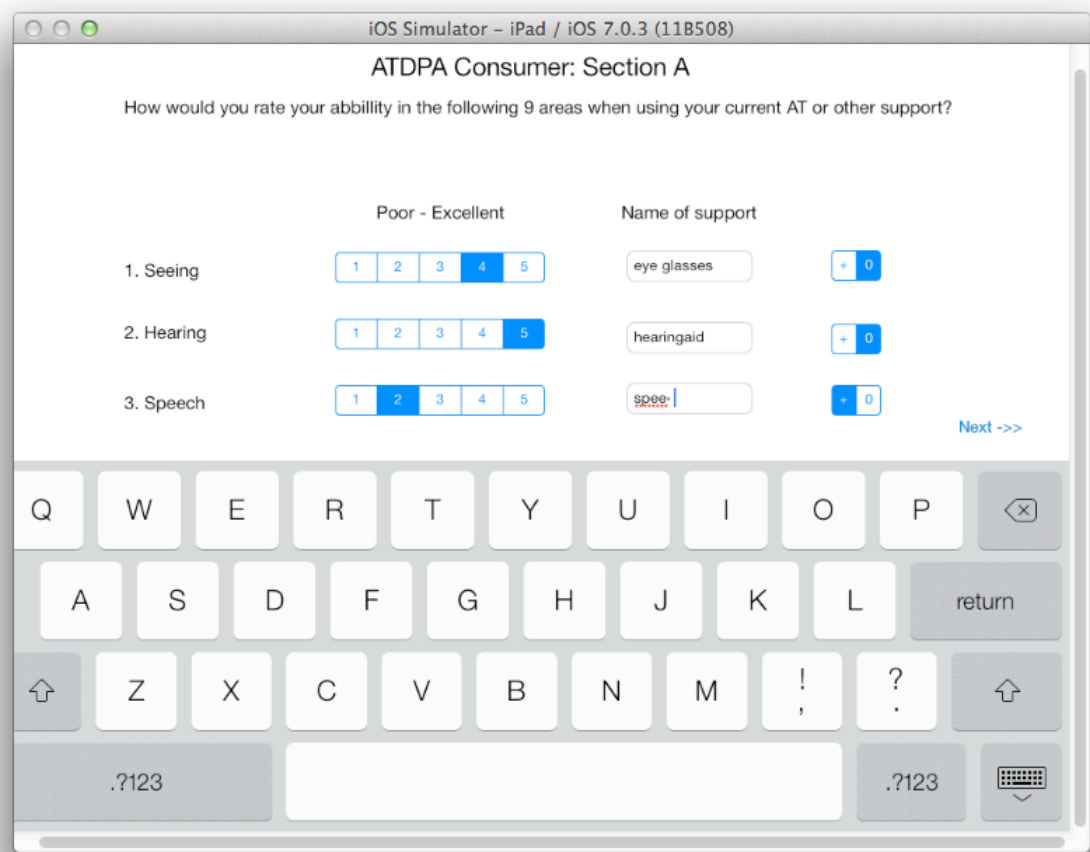 iOS Simulator – iPad / iOS 7.0.3 (11B508)
ATDPA Consumer: Section A
How would you rate your abbillity in the following 9 areas when using your current AT or other support?
Poor - Excellent Name of support
1. Seeing 1 2 3 4 5 eye glasses + 0
2. Hearing 1 2 3 4 5 hearingaid + 0
3. Speech 1 2 3 4 5 spee + 0
Next ->>
Q W E R T Y U I O P
A S D F G H J K L return
Z X C V B N M ! , ? .
.?123 .?123